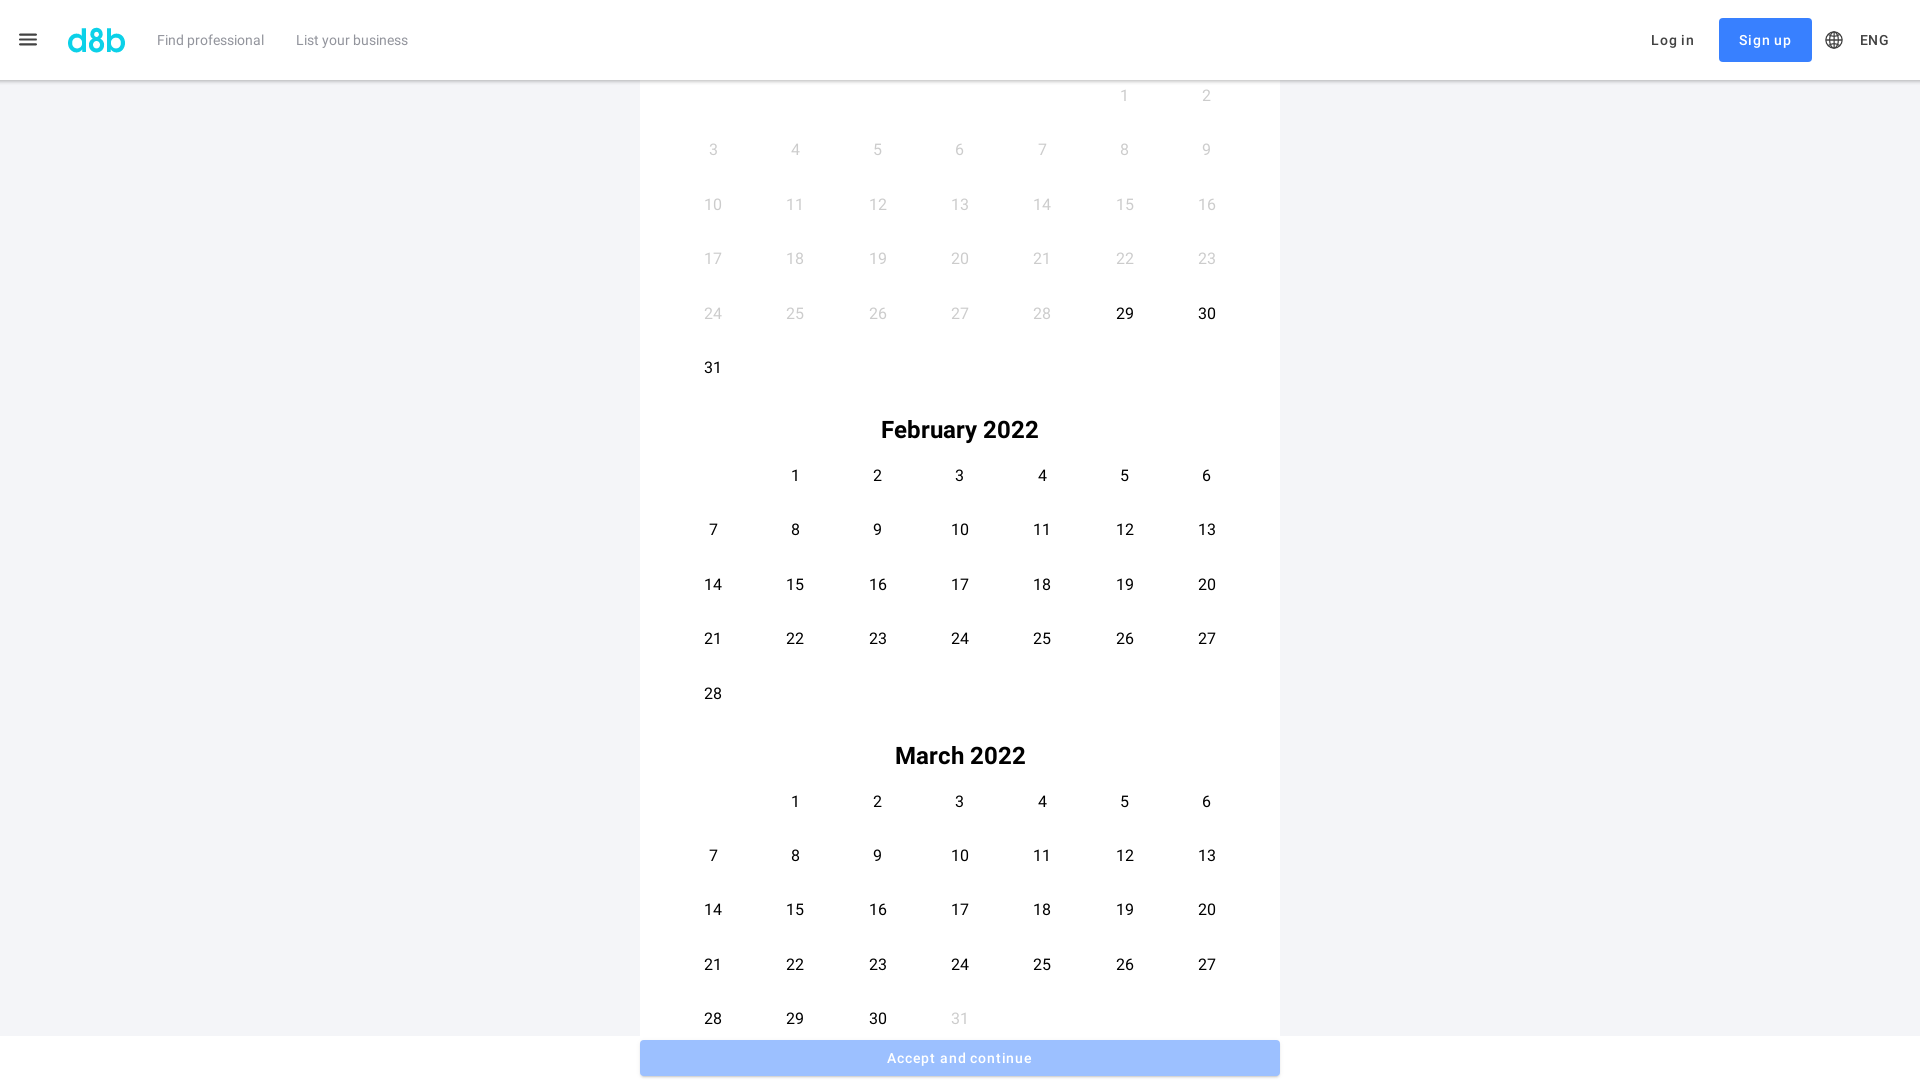 d8b Find professional List your business Log in Sign up ENG
1 2
3 4 5 6 7 8 9
10 11 12 13 14 15 16
17 18 19 20 21 22 23
24 25 26 27 28 29 30
31
February 2022
1 2 3 4 5 6
7 8 9 10 11 12 13
14 15 16 17 18 19 20
21 22 23 24 25 26 27
28
March 2022
1 2 3 4 5 6
7 8 9 10 11 12 13
14 15 16 17 18 19 20
21 22 23 24 25 26 27
28 29 30 31
Accept and continue